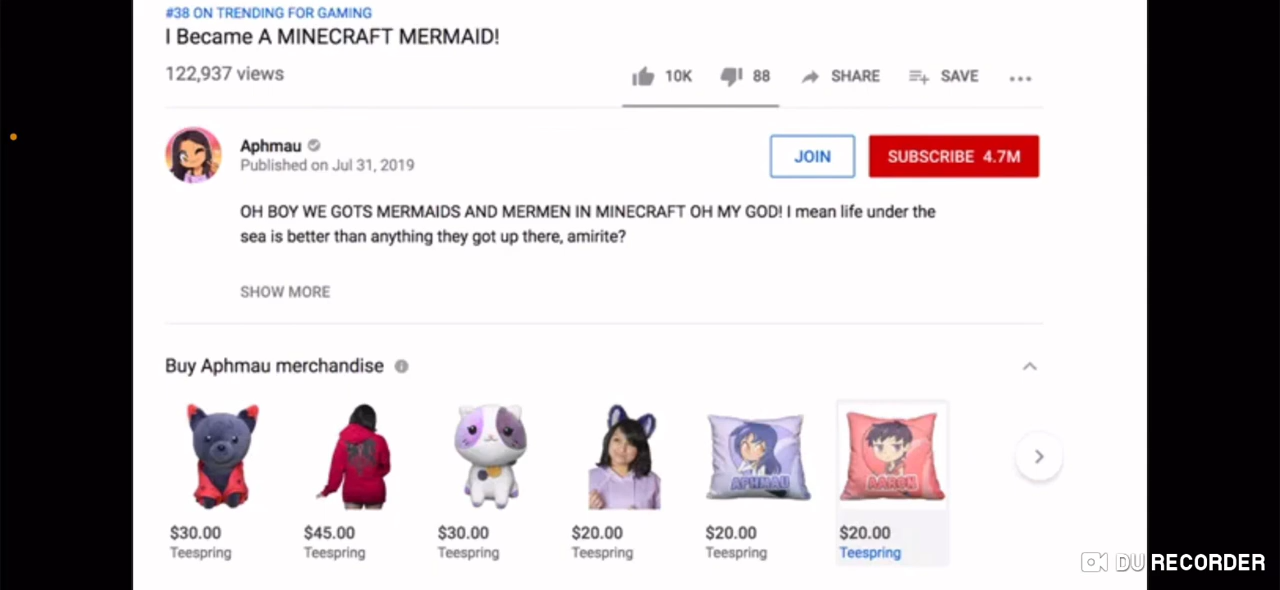 #38 ON TRENDING FOR GAMING
I Became A MINECRAFT MERMAID!
122,937 views
10K 88 SHARE SAVE
Aphmau
Published on Jul 31, 2019
JOIN SUBSCRIBE 4.7M
OH BOY WE GOTS MERMAIDS AND MERMEN IN MINECRAFT OH MY GOD! I mean life under the
sea is better than anything they got up there, amirite?
SHOW MORE
Buy Aphmau merchandise
APHMAU AARON
$30.00 $45.00 $30.00 $20.00 $20.00 $20.00
Teespring Teespring Teespring Teespring Teespring Teespring
DU RECORDER